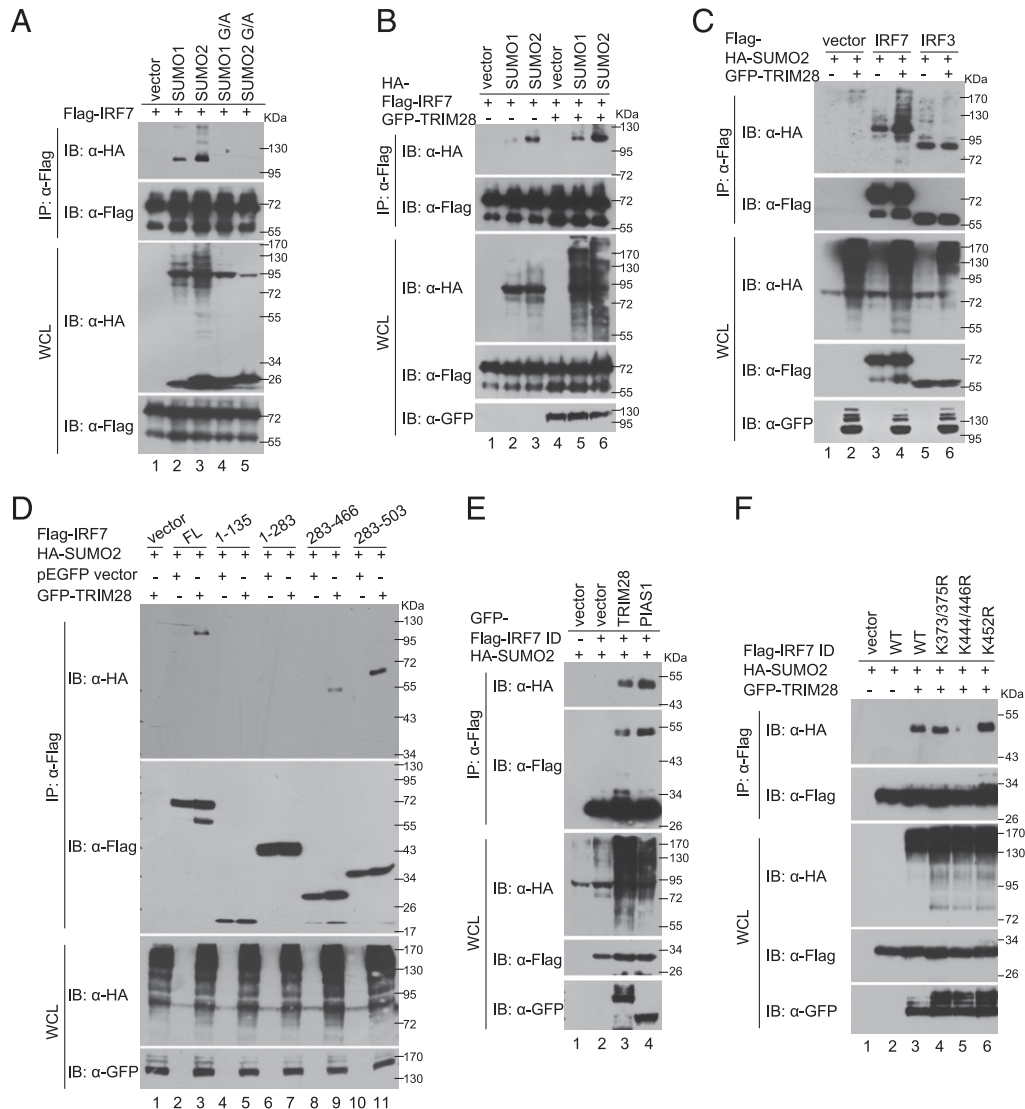 A
vector
SUMO1
SUMO2
SUMO1 G/A
SUMO2 G/A
Flag-IRF7 + + + + +
KDa
IP: α-Flag
IB: α-HA
130
95
IB: α-Flag
72
55
WCL
IB: α-HA
170
130
95
72
55
34
26
IB: α-Flag
72
55
1 2 3 4 5
B
HA-
vector
SUMO1
SUMO2
vector
SUMO1
SUMO2
Flag-IRF7 + + + + + +
GFP-TRIM28 - - - + + +
KDa
IP: α-Flag
IB: α-HA
130
95
IB: α-Flag
72
55
WCL
IB: α-HA
170
130
95
72
55
IB: α-Flag
72
55
IB: α-GFP
130
95
1 2 3 4 5 6
C
Flag- vector IRF7 IRF3
HA-SUMO2 + + + + + +
GFP-TRIM28 - + - + - +
KDa
IP: α-Flag
IB: α-HA
170
130
95
72
IB: α-Flag
72
55
WCL
IB: α-HA
170
130
95
72
55
IB: α-Flag
72
55
IB: α-GFP
130
95
1 2 3 4 5 6
D
Flag-IRF7
vector
FL
1-135
1-283
283-466
283-503
HA-SUMO2 + + + + + + + + + + +
pEGFP vector - + - + - + - + - + -
GFP-TRIM28 + - + - + - + - + - +
KDa
IP: α-Flag
IB: α-HA
130
95
72
55
43
34
IB: α-Flag
130
95
72
55
43
34
26
17
WCL
IB: α-HA
170
130
95
72
IB: α-GFP
170
130
1 2 3 4 5 6 7 8 9 10 11
E
GFP-
vector
vector
TRIM28
PIAS1
Flag-IRF7 ID - + + +
HA-SUMO2 + + + +
KDa
IP: α-Flag
IB: α-HA
55
43
IB: α-Flag
55
43
34
26
WCL
IB: α-HA
170
130
95
72
55
IB: α-Flag
34
26
IB: α-GFP
1 2 3 4
F
Flag-IRF7 ID
vector
WT
WT
K373/375R
K444/446R
K452R
HA-SUMO2 + + + + + +
GFP-TRIM28 - - + + + +
KDa
IP: α-Flag
IB: α-HA
55
43
IB: α-Flag
34
26
WCL
IB: α-HA
170
130
95
72
IB: α-Flag
34
26
IB: α-GFP
1 2 3 4 5 6